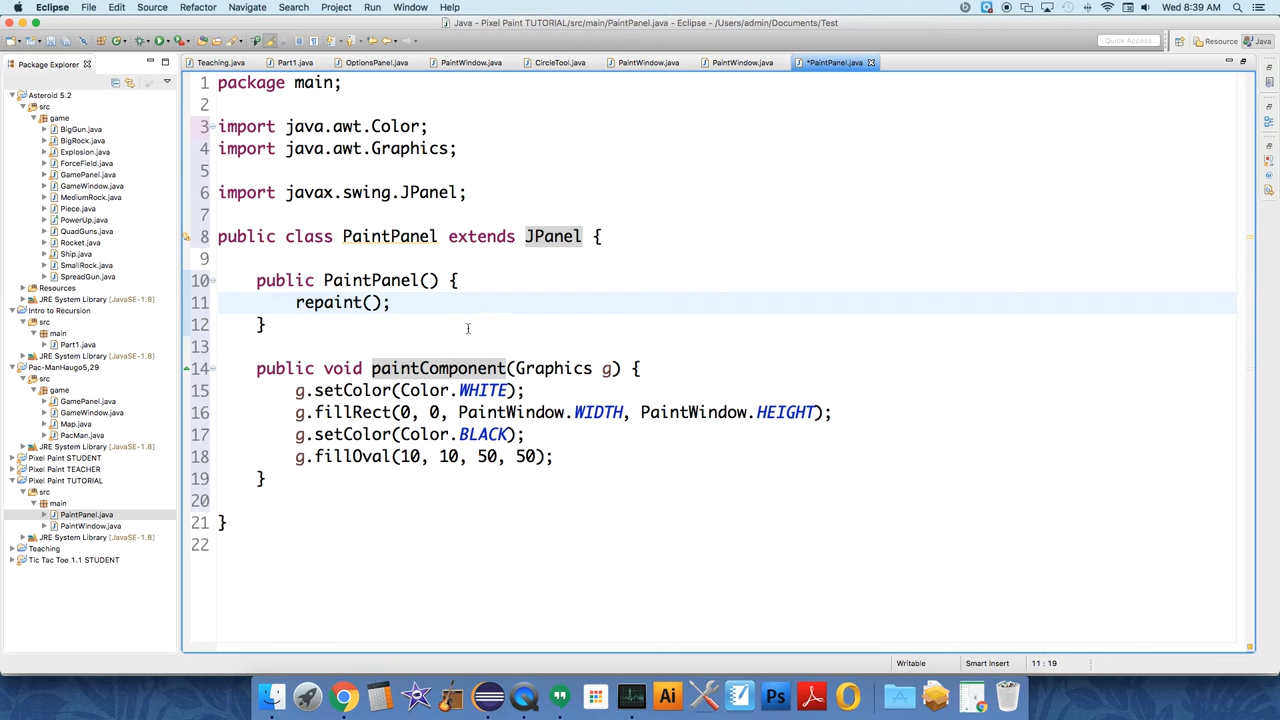 Eclipse File Edit Source Refactor Navigate Search Project Run Window Help Wed 8:39 AM
Java - Pixel Paint TUTORIAL/src/main/PaintPanel.java - Eclipse - /Users/admin/Documents/Test
Quick Access Resource Java
Package Explorer
Teaching.java Part1.java OptionsPanel.java PaintWindow.java CircleTool.java PaintWindow.java PaintWindow.java *PaintPanel.java
Asteroid 5.2
src
game
BigGun.java
BigRock.java
Explosion.java
ForceField.java
GamePanel.java
GameWindow.java
MediumRock.java
Piece.java
PowerUp.java
QuadGuns.java
Rocket.java
Ship.java
SmallRock.java
SpreadGun.java
Resources
JRE System Library [JavaSE-1.8]
Intro to Recursion
src
main
Part1.java
JRE System Library [JavaSE-1.8]
Pac-ManHaugo5,29
src
game
GamePanel.java
GameWindow.java
Map.java
PacMan.java
JRE System Library [JavaSE-1.8]
Pixel Paint STUDENT
Pixel Paint TEACHER
Pixel Paint TUTORIAL
src
main
PaintPanel.java
PaintWindow.java
JRE System Library [JavaSE-1.8]
Teaching
Tic Tac Toe 1.1 STUDENT
1 package main;
2
3 import java.awt.Color;
4 import java.awt.Graphics;
5
6 import javax.swing.JPanel;
7
8 public class PaintPanel extends JPanel {
9
10 public PaintPanel() {
11 repaint();
12 }
13
14 public void paintComponent(Graphics g) {
15 g.setColor(Color.WHITE);
16 g.fillRect(0, 0, PaintWindow.WIDTH, PaintWindow.HEIGHT);
17 g.setColor(Color.BLACK);
18 g.fillOval(10, 10, 50, 50);
19 }
20
21 }
22
Writable Smart Insert 11 : 19
Ai Ps